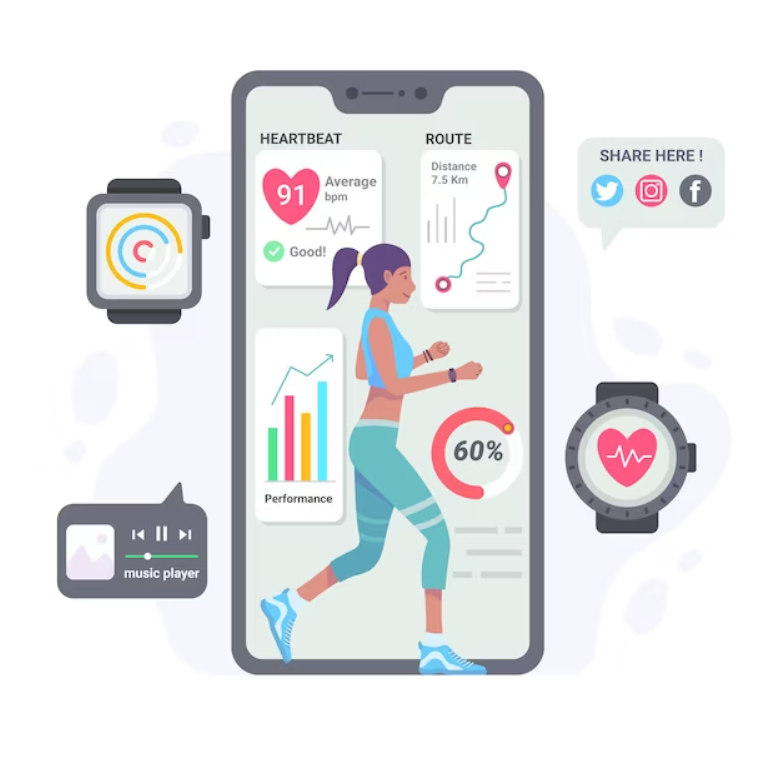 HEARTBEAT
91
Average
bpm
Good!
ROUTE
Distance
7.5 Km
SHARE HERE !
f
Performance
60%
music player